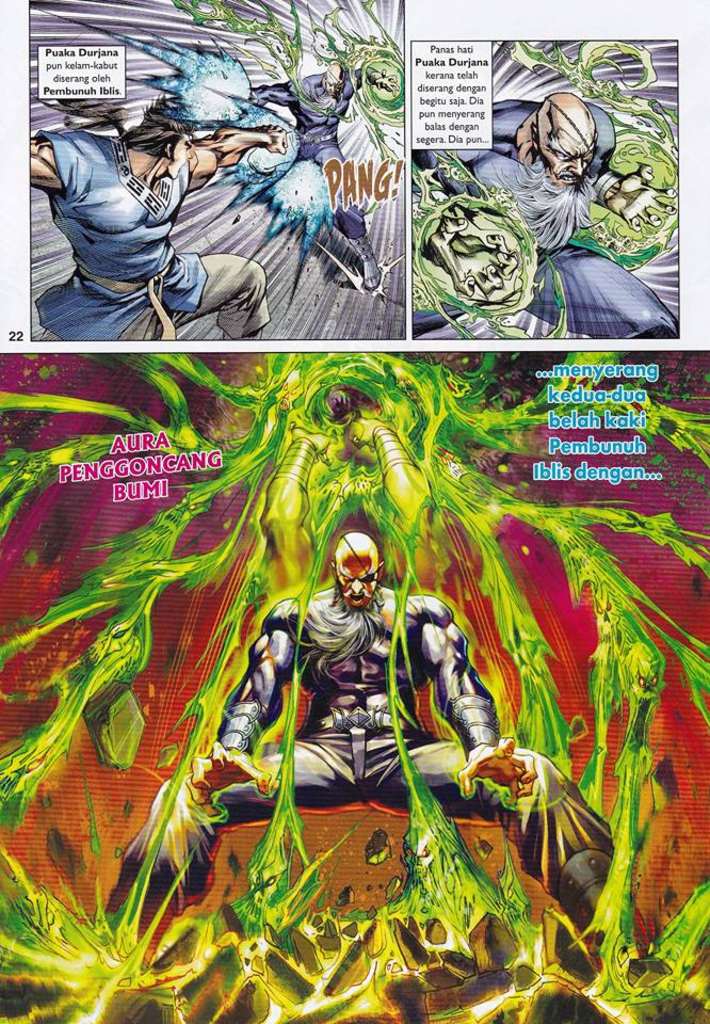 Puaka Durjana
pun kelam-kabut
diserang oleh
Pembunuh Iblis.
PANG!
Panas hati
Puaka Durjana
kerana telah
diserang dengan
begitu saja. Dia
pun menyerang
balas dengan
segera. Dia pun...
22
...menyerang
kedua-dua
belah kaki
Pembunuh
Iblis dengan...
AURA
PENGGONCANG
BUMI